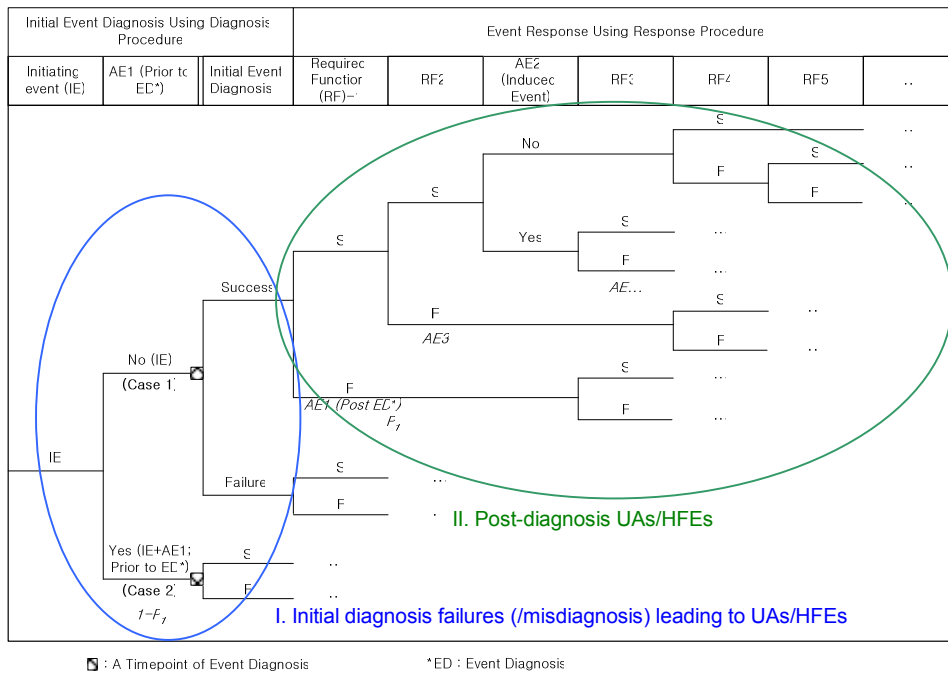 Initial Event Diagnosis Using Diagnosis
Procedure
Event Response Using Response Procedure
Initiating
event (IE)
AE1 (Prior to
ED*)
Initial Event
Diagnosis
Required
Function
(RF)-
RF2
AE2
(Induced
Event)
RF3
RF4
RF5
..
S
..
No
S
..
F
S
F
..
S
...
Yes
S
F
...
AE...
Success
S
..
F
AE3
F
..
No (IE)
(Case 1)
S
...
F
AE1 (Post ED*)
F
...
P1
IE
S
...
Failure
F
.
II. Post-diagnosis UAs/HFEs
Yes (IE+AE1;
Prior to ED*)
S
..
(Case 2)
F
..
1-P1
I. Initial diagnosis failures (/misdiagnosis) leading to UAs/HFEs
: A Timepoint of Event Diagnosis
*ED : Event Diagnosis